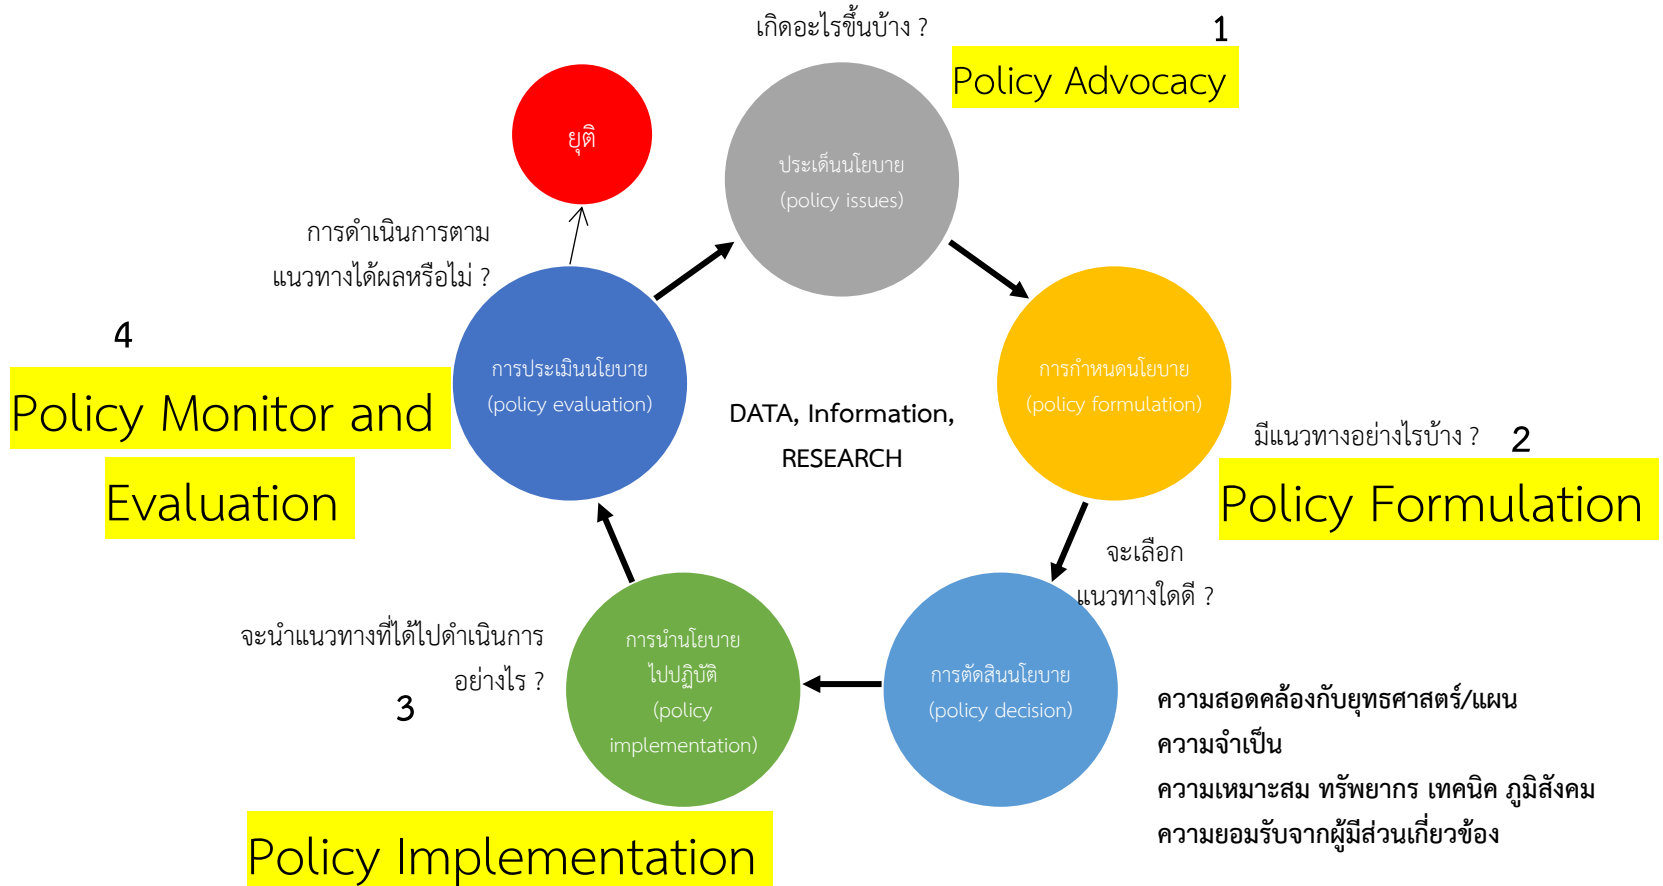 เกิดอะไรขึ้นบ้าง ?
1
Policy Advocacy
ยุติ
ประเด็นนโยบาย
(policy issues)
การดำเนินการตาม
แนวทางได้ผลหรือไม่ ?
4
Policy Monitor and
Evaluation
การประเมินนโยบาย
(policy evaluation)
DATA, Information,
RESEARCH
การกำหนดนโยบาย
(policy formulation)
มีแนวทางอย่างไรบ้าง ?
2
Policy Formulation
จะเลือก
แนวทางใดดี ?
จะนำแนวทางที่ได้ไปดำเนินการ
อย่างไร ?
3
การนำนโยบาย
ไปปฏิบัติ
(policy
implementation)
การตัดสินนโยบาย
(policy decision)
ความสอดคล้องกับยุทธศาสตร์/แผน
ความจำเป็น
ความเหมาะสม ทรัพยากร เทคนิค ภูมิสังคม
ความยอมรับจากผู้มีส่วนเกี่ยวข้อง
Policy Implementation